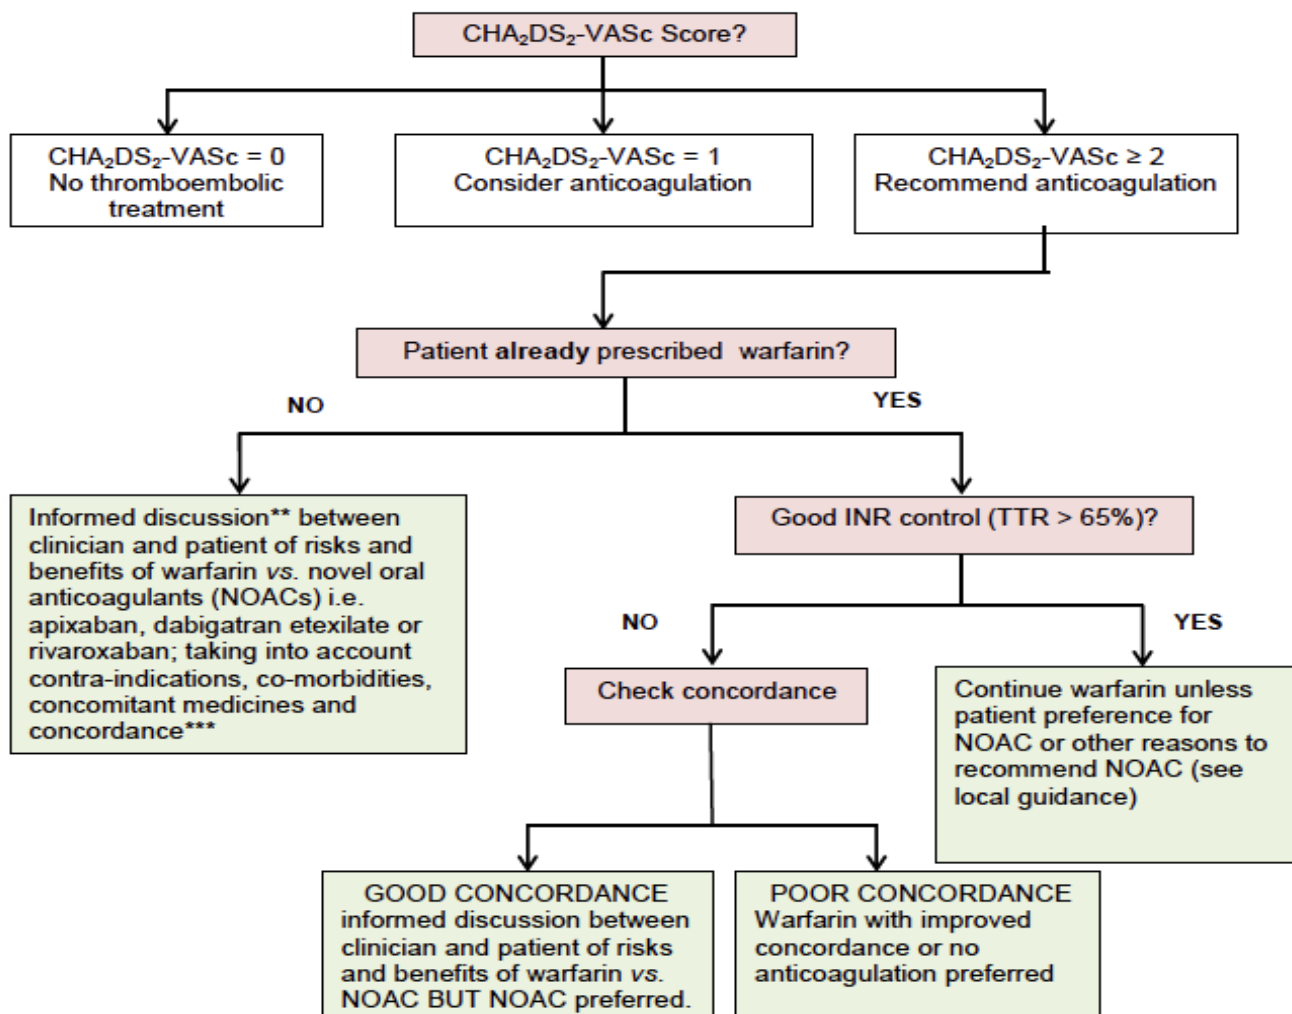 CHA₂DS₂-VASc Score?
CHA₂DS₂-VASc = 0
No thromboembolic
treatment
CHA₂DS₂-VASc = 1
Consider anticoagulation
CHA₂DS₂-VASc ≥ 2
Recommend anticoagulation
Patient already prescribed warfarin?
NO
YES
Informed discussion** between
clinician and patient of risks and
benefits of warfarin vs. novel oral
anticoagulants (NOACs) i.e.
apixaban, dabigatran etexilate or
rivaroxaban; taking into account
contra-indications, co-morbidities,
concomitant medicines and
concordance***
Good INR control (TTR > 65%)?
NO
YES
Check concordance
Continue warfarin unless
patient preference for
NOAC or other reasons to
recommend NOAC (see
local guidance)
GOOD CONCORDANCE
informed discussion between
clinician and patient of risks
and benefits of warfarin vs.
NOAC BUT NOAC preferred.
POOR CONCORDANCE
Warfarin with improved
concordance or no
anticoagulation preferred